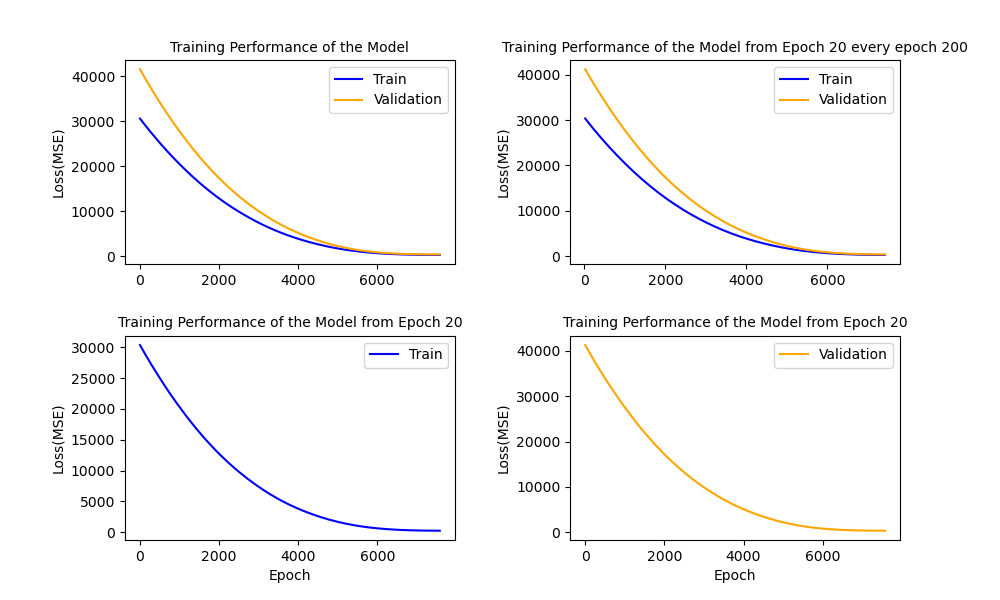 Training Performance of the Model
Loss(MSE)
40000
30000
20000
10000
0
0 2000 4000 6000
Train
Validation
Training Performance of the Model from Epoch 20 every epoch 200
Loss(MSE)
40000
30000
20000
10000
0
0 2000 4000 6000
Train
Validation
Training Performance of the Model from Epoch 20
Loss(MSE)
30000
25000
20000
15000
10000
5000
0
0 2000 4000 6000
Epoch
Train
Training Performance of the Model from Epoch 20
Loss(MSE)
40000
30000
20000
10000
0
0 2000 4000 6000
Epoch
Validation